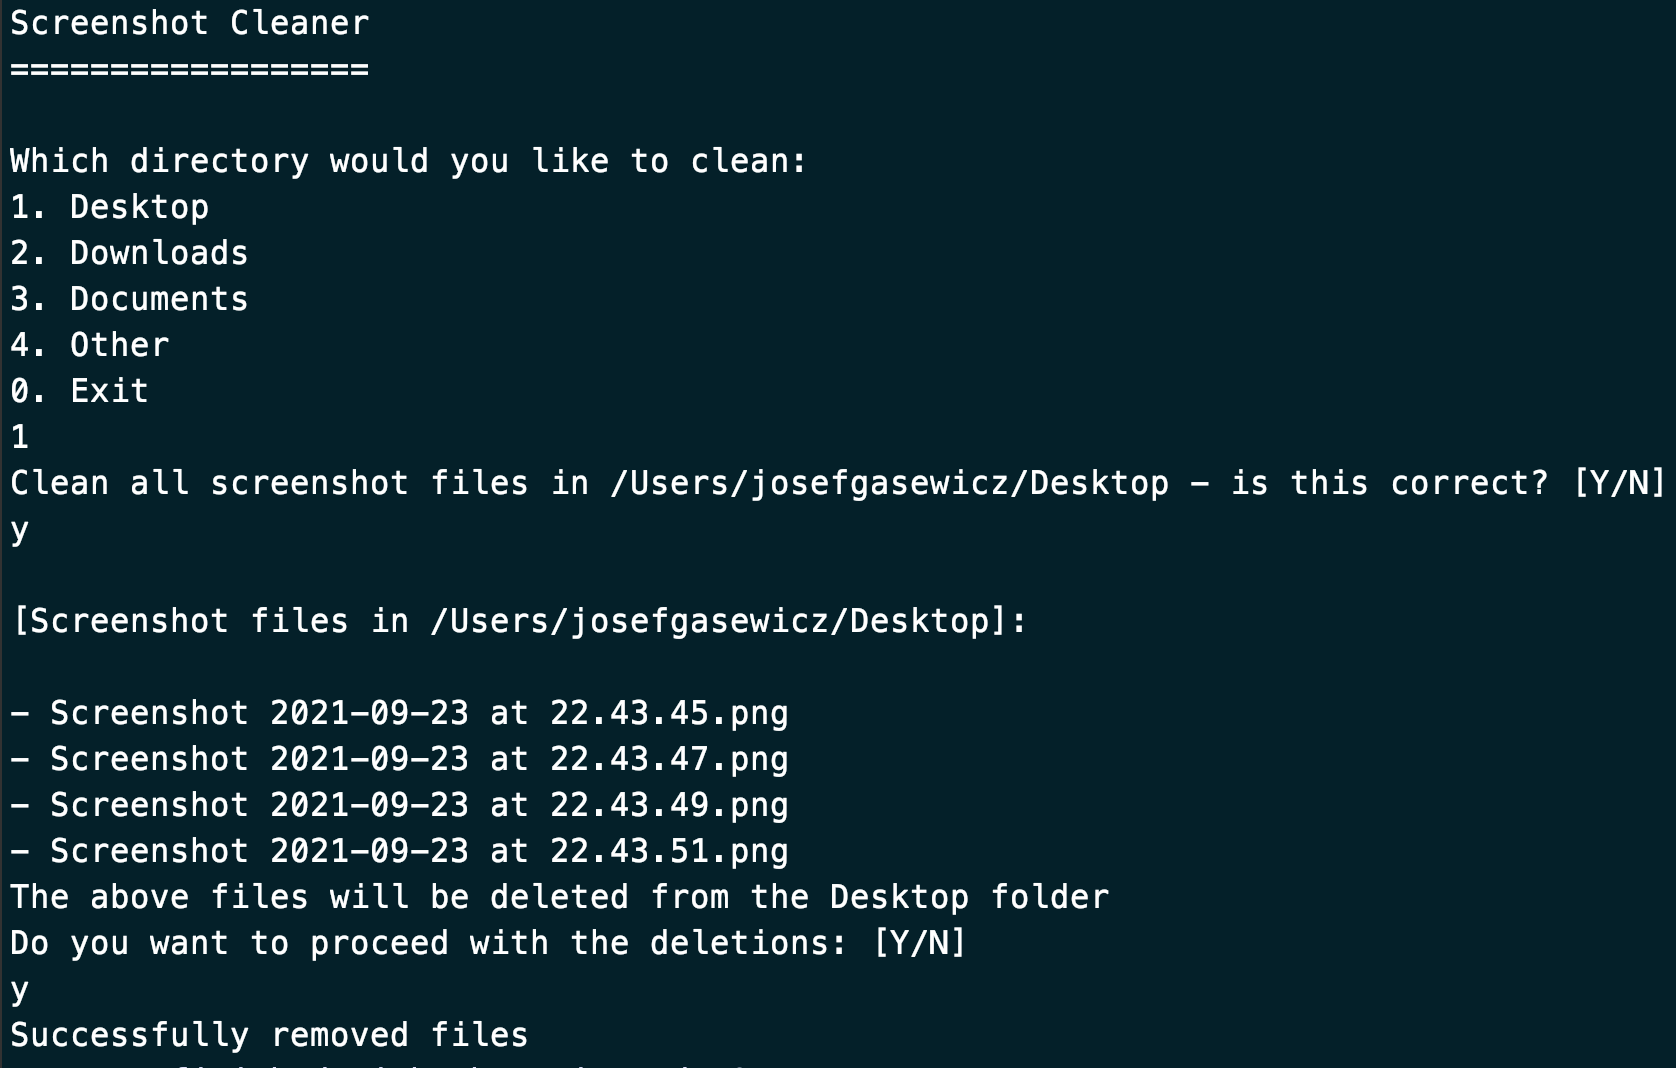 Screenshot Cleaner
==================
Which directory would you like to clean:
1. Desktop
2. Downloads
3. Documents
4. Other
0. Exit
1
Clean all screenshot files in /Users/josefgasewicz/Desktop – is this correct? [Y/N]
y
[Screenshot files in /Users/josefgasewicz/Desktop]:
– Screenshot 2021–09–23 at 22.43.45.png
– Screenshot 2021–09–23 at 22.43.47.png
– Screenshot 2021–09–23 at 22.43.49.png
– Screenshot 2021–09–23 at 22.43.51.png
The above files will be deleted from the Desktop folder
Do you want to proceed with the deletions: [Y/N]
y
Successfully removed files